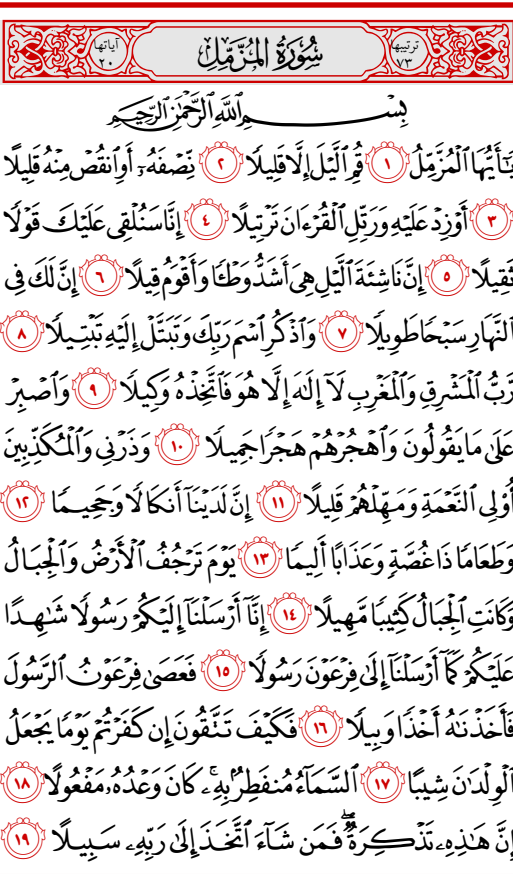 ترتيبها ٧٣ سُورَةُ المُزَّمِّلِ آياتها ٢٠
بِسۡمِ ٱللَّهِ ٱلرَّحۡمَٰنِ ٱلرَّحِيمِ
يَٰٓأَيُّهَا ٱلۡمُزَّمِّلُ ١ قُمِ ٱلَّيۡلَ إِلَّا قَلِيلٗا ٢ نِّصۡفَهُۥٓ أَوِ ٱنقُصۡ مِنۡهُ قَلِيلًا
٣ أَوۡ زِدۡ عَلَيۡهِ وَرَتِّلِ ٱلۡقُرۡءَانَ تَرۡتِيلًا ٤ إِنَّا سَنُلۡقِي عَلَيۡكَ قَوۡلٗا
ثَقِيلًا ٥ إِنَّ نَاشِئَةَ ٱلَّيۡلِ هِيَ أَشَدُّ وَطۡـٔٗا وَأَقۡوَمُ قِيلًا ٦ إِنَّ لَكَ فِي
ٱلنَّهَارِ سَبۡحٗا طَوِيلٗا ٧ وَٱذۡكُرِ ٱسۡمَ رَبِّكَ وَتَبَتَّلۡ إِلَيۡهِ تَبۡتِيلٗا ٨
رَّبُّ ٱلۡمَشۡرِقِ وَٱلۡمَغۡرِبِ لَآ إِلَٰهَ إِلَّا هُوَ فَٱتَّخِذۡهُ وَكِيلٗا ٩ وَٱصۡبِرۡ
عَلَىٰ مَا يَقُولُونَ وَٱهۡجُرۡهُمۡ هَجۡرٗا جَمِيلٗا ١٠ وَذَرۡنِي وَٱلۡمُكَذِّبِينَ
أُوْلِي ٱلنَّعۡمَةِ وَمَهِّلۡهُمۡ قَلِيلًا ١١ إِنَّ لَدَيۡنَآ أَنكَالٗا وَجَحِيمٗا ١٢
وَطَعَامٗا ذَا غُصَّةٖ وَعَذَابًا أَلِيمٗا ١٣ يَوۡمَ تَرۡجُفُ ٱلۡأَرۡضُ وَٱلۡجِبَالُ
وَكَانَتِ ٱلۡجِبَالُ كَثِيبٗا مَّهِيلًا ١٤ إِنَّآ أَرۡسَلۡنَآ إِلَيۡكُمۡ رَسُولٗا شَٰهِدًا
عَلَيۡكُمۡ كَمَآ أَرۡسَلۡنَآ إِلَىٰ فِرۡعَوۡنَ رَسُولٗا ١٥ فَعَصَىٰ فِرۡعَوۡنُ ٱلرَّسُولَ
فَأَخَذۡنَٰهُ أَخۡذٗا وَبِيلٗا ١٦ فَكَيۡفَ تَتَّقُونَ إِن كَفَرۡتُمۡ يَوۡمٗا يَجۡعَلُ
ٱلۡوِلۡدَٰنَ شِيبًا ١٧ ٱلسَّمَآءُ مُنفَطِرُۢ بِهِۦۚ كَانَ وَعۡدُهُۥ مَفۡعُولًا ١٨
إِنَّ هَٰذِهِۦ تَذۡكِرَةٞۖ فَمَن شَآءَ ٱتَّخَذَ إِلَىٰ رَبِّهِۦ سَبِيلًا ١٩